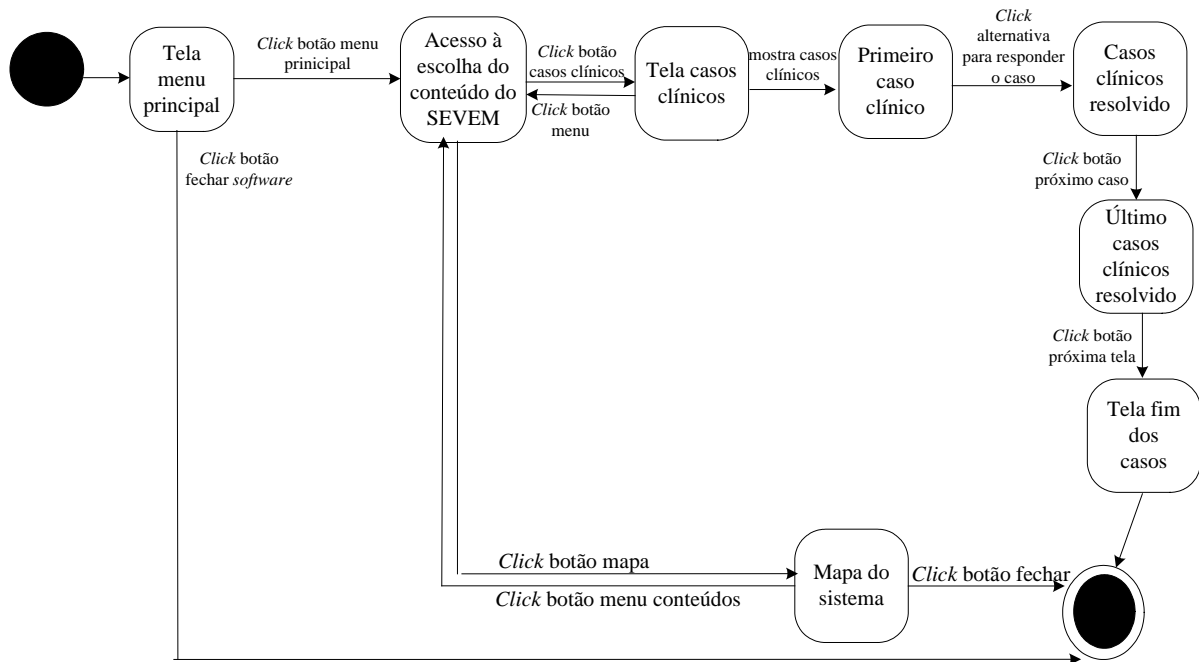 Tela
menu
principal
Click botão menu
prinicipal
Acesso à
escolha do
conteúdo do
SEVEM
Click botão
casos clínicos
Click botão
menu
Tela casos
clínicos
mostra casos
clínicos
Primeiro
caso
clínico
Click
alternativa
para responder
o caso
Casos
clínicos
resolvido
Click botão
fechar software
Click botão
próximo caso
Último
casos
clínicos
resolvido
Click botão
próxima tela
Tela fim
dos
casos
Click botão mapa
Click botão menu conteúdos
Mapa do
sistema
Click botão fechar